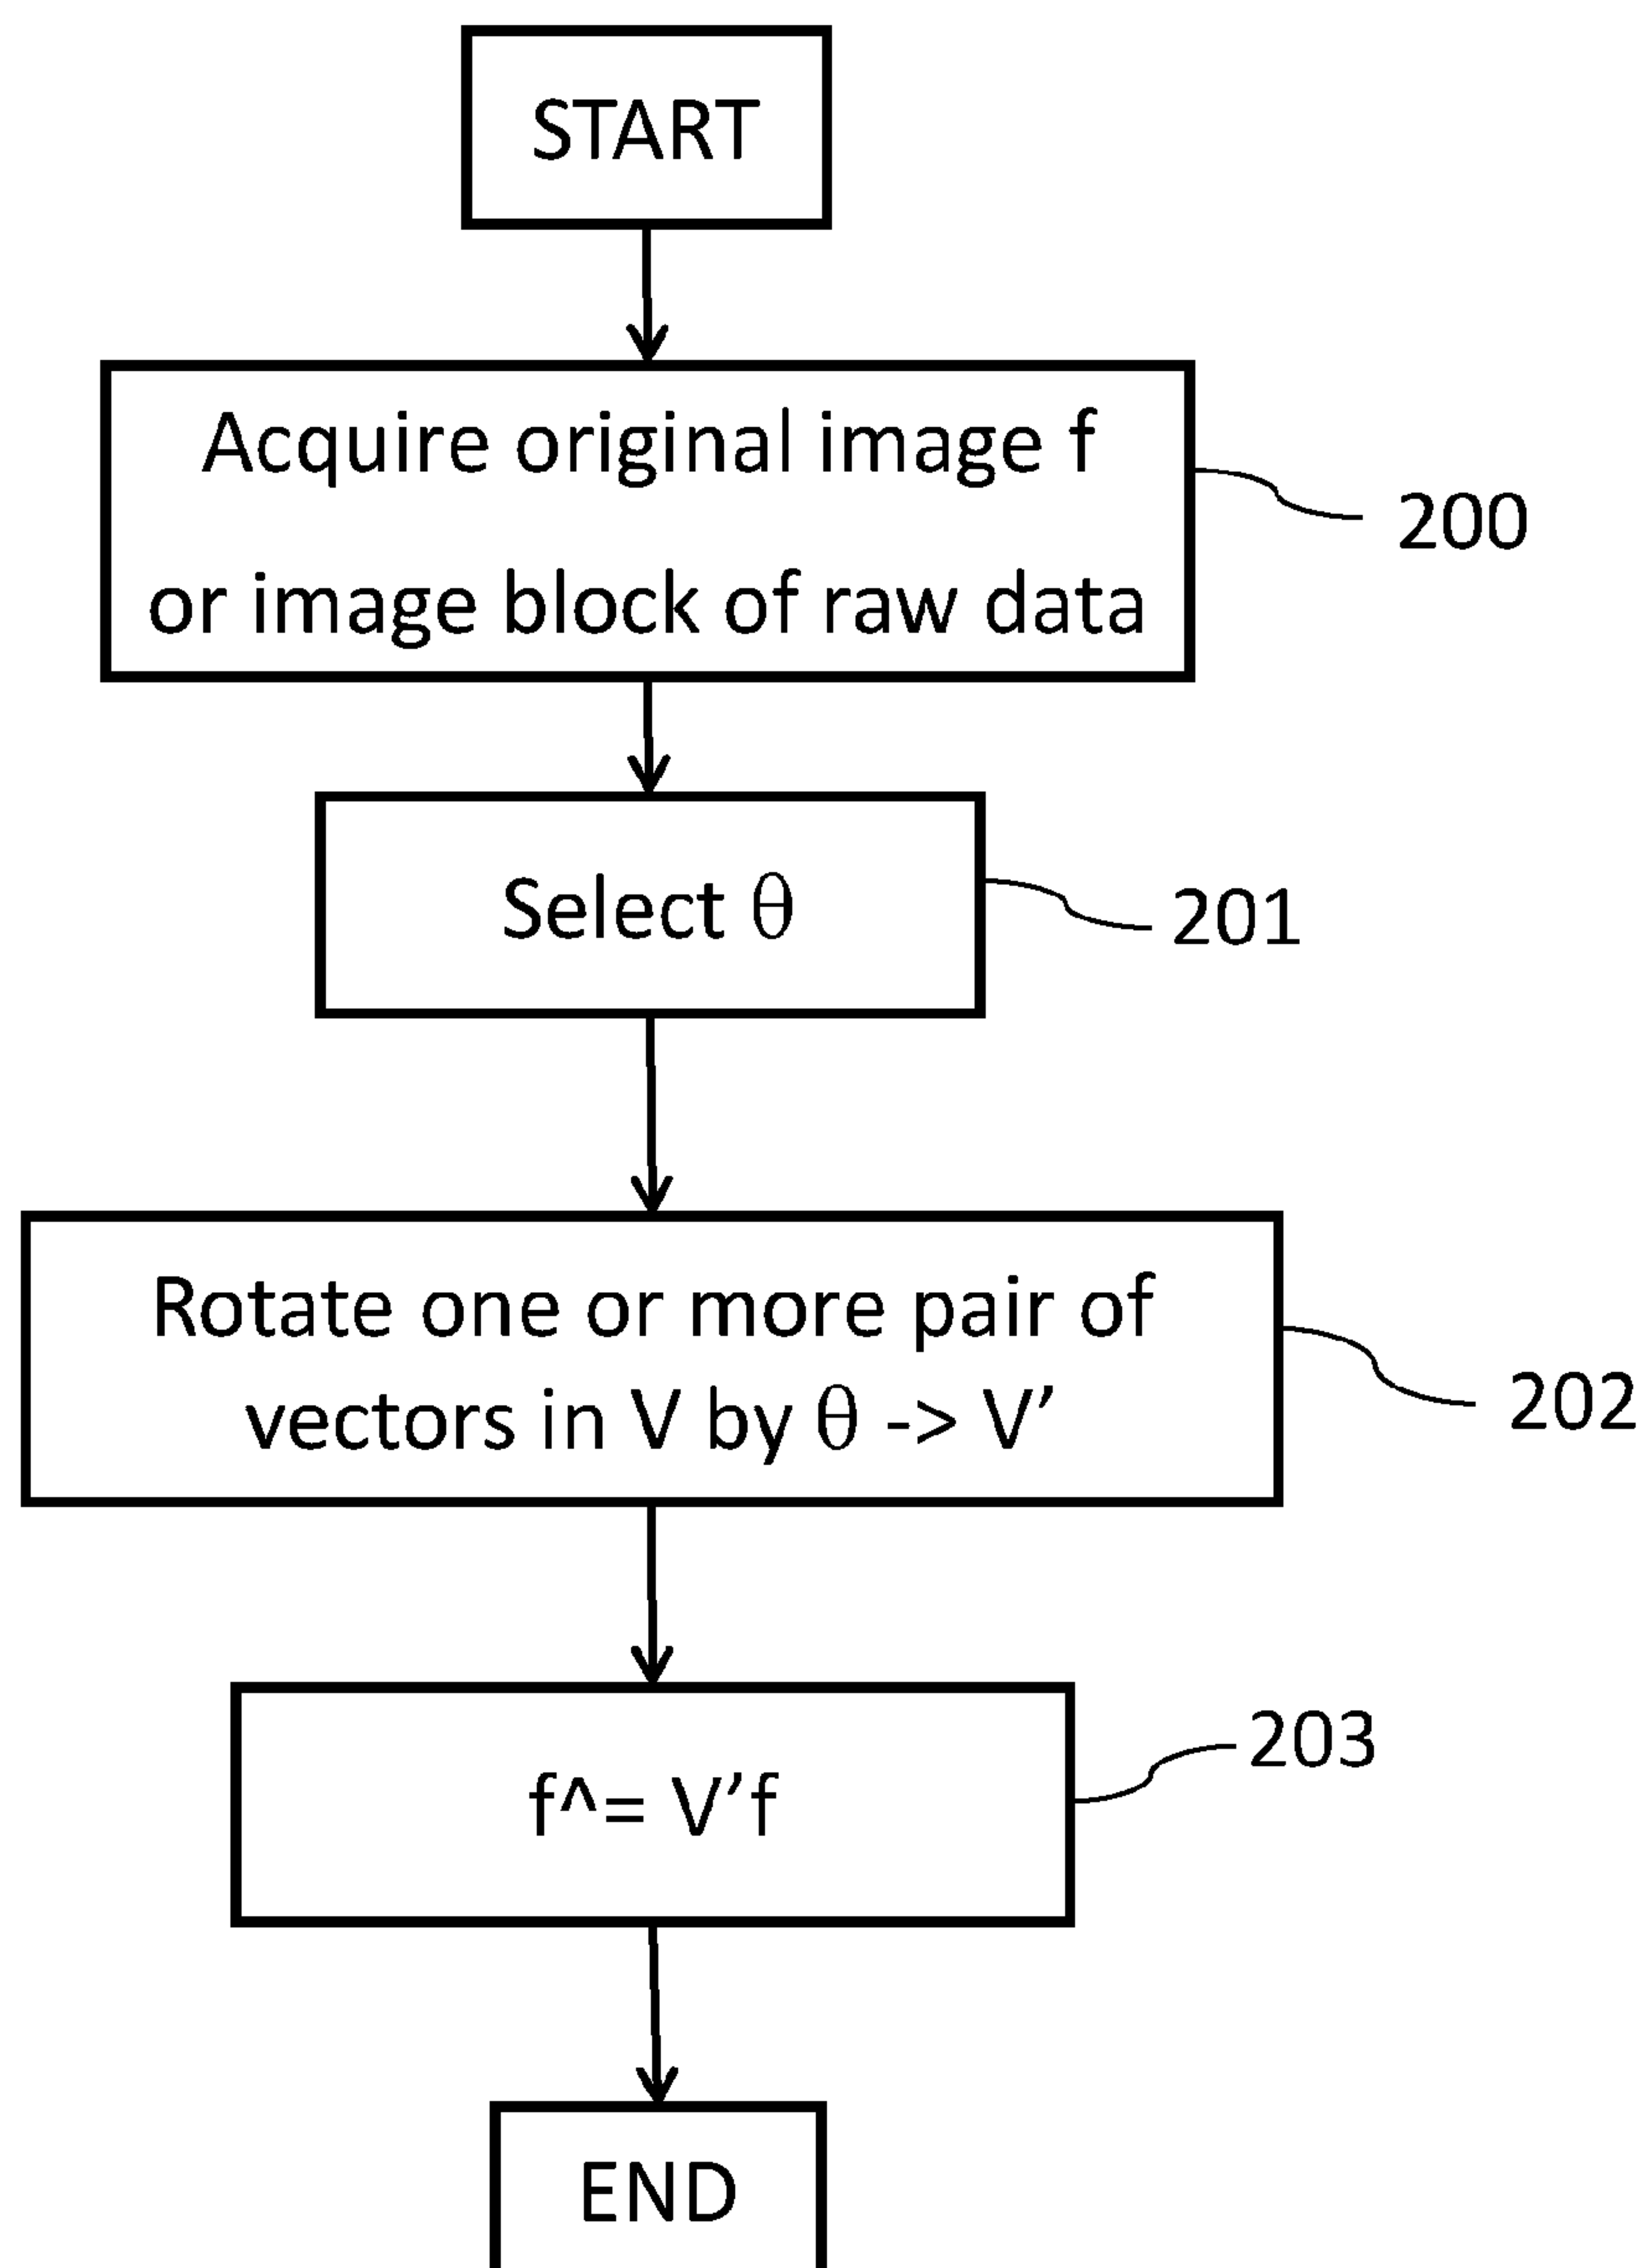 START
Acquire original image f
or image block of raw data
200
Select θ
201
Rotate one or more pair of
vectors in V by θ -> V’
202
f^= V’f
203
END